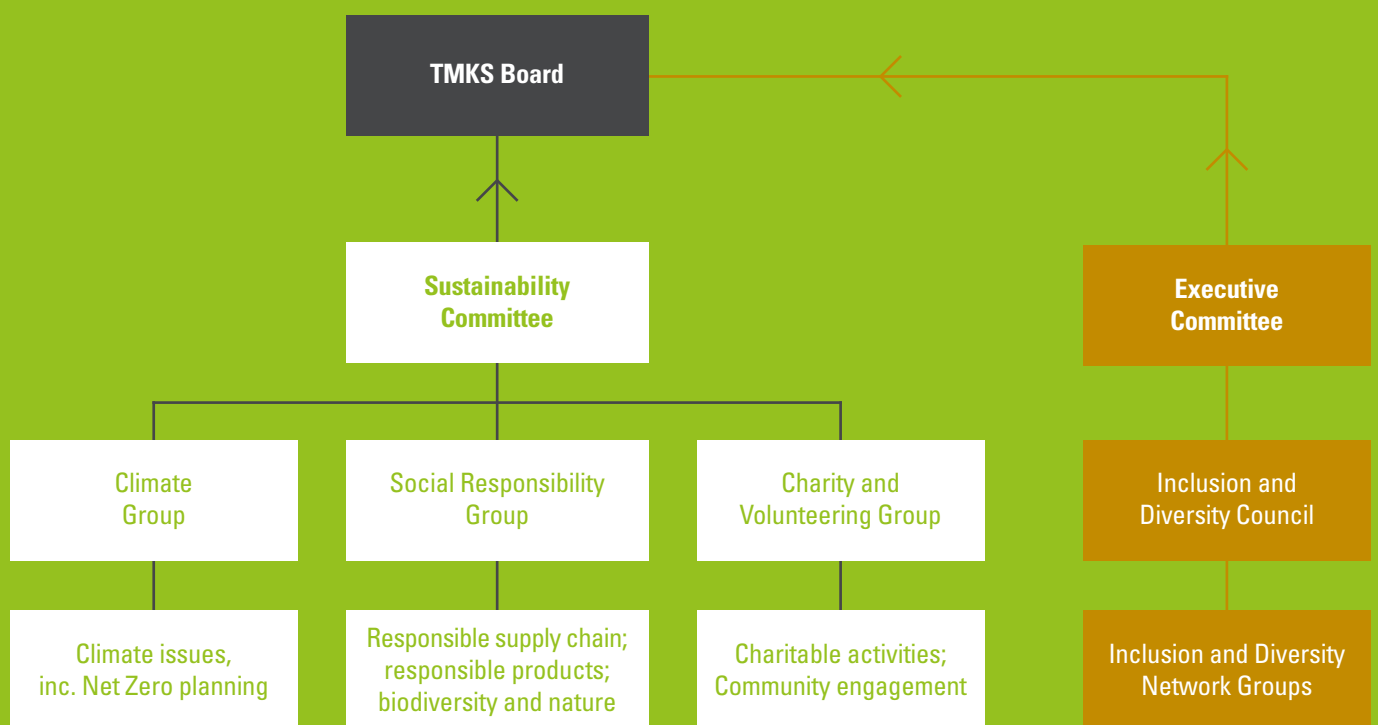 TMKS Board
Sustainability
Committee
Executive
Committee
Climate
Group
Social Responsibility
Group
Charity and
Volunteering Group
Inclusion and
Diversity Council
Climate issues,
inc. Net Zero planning
Responsible supply chain;
responsible products;
biodiversity and nature
Charitable activities;
Community engagement
Inclusion and Diversity
Network Groups